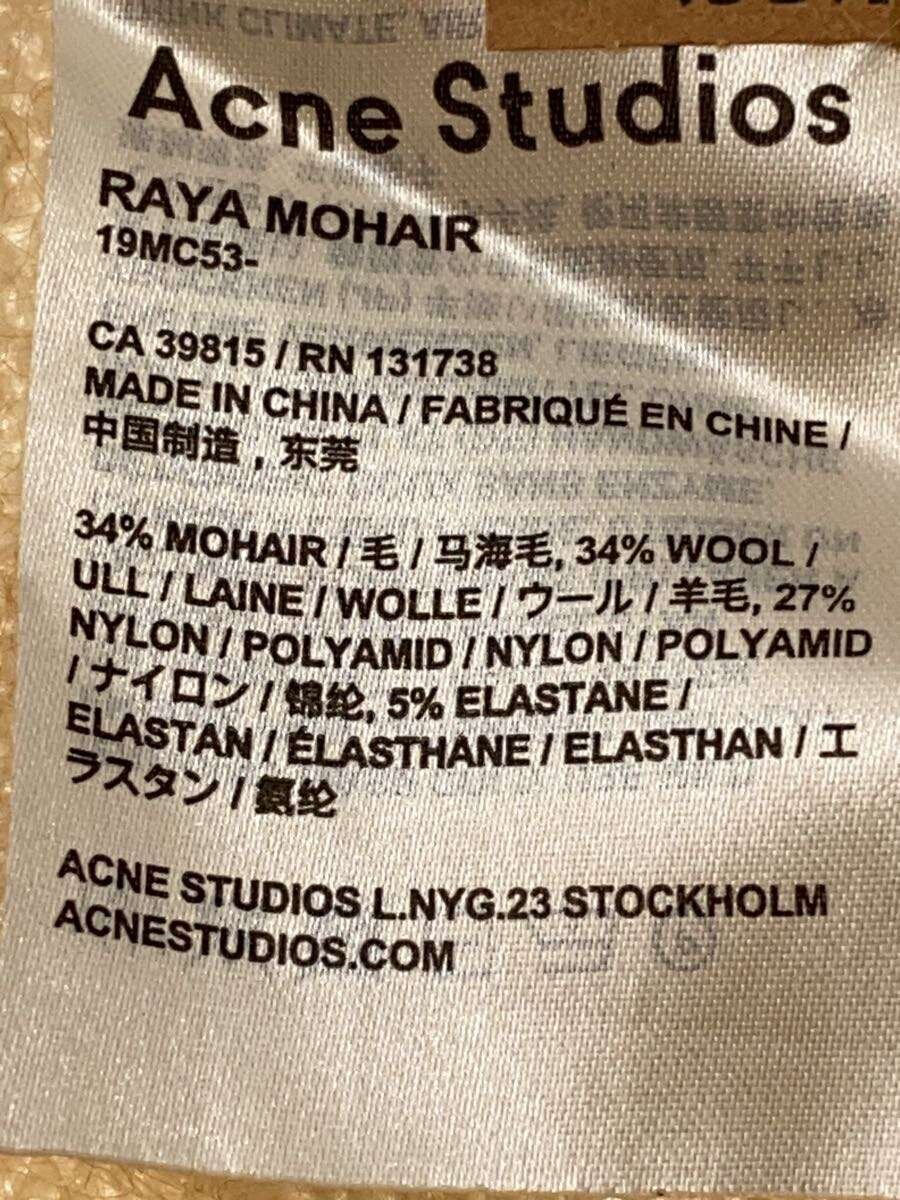 Acne Studios
RAYA MOHAIR
19MC53-
CA 39815 / RN 131738
MADE IN CHINA / FABRIQUÉ EN CHINE /
中国制造 , 东莞
34% MOHAIR / 毛 / 马海毛, 34% WOOL /
ULL / LAINE / WOLLE / ウール / 羊毛, 27%
NYLON / POLYAMID / NYLON / POLYAMID
/ ナイロン / 锦纶, 5% ELASTANE /
ELASTAN / ÉLASTHANE / ELASTHAN / エ
ラスタン / 氨纶
ACNE STUDIOS L.NYG.23 STOCKHOLM
ACNESTUDIOS.COM